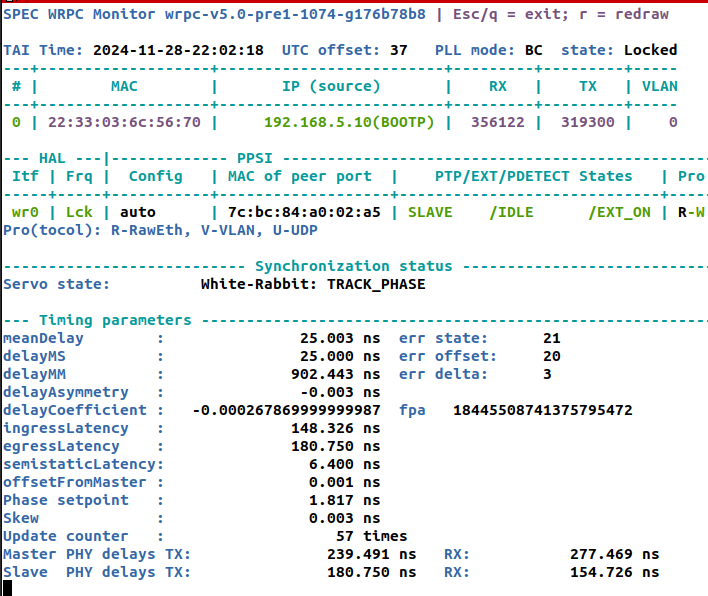 SPEC WRPC Monitor wrpc-v5.0-pre1-1074-g176b78b8 | Esc/q = exit; r = redraw
TAI Time: 2024-11-28-22:02:18  UTC offset: 37   PLL mode: BC  state: Locked
---+-------------------+-------------------------+---------+---------+-----
# |        MAC        |       IP (source)       |    RX   |    TX   | VLAN
---+-------------------+-------------------------+---------+---------+-----
0 | 22:33:03:6c:56:70 |     192.168.5.10(BOOTP) |  356122 |  319300 |    0
--- HAL ---|------------- PPSI ------------------------------------------------
Itf | Frq |  Config   | MAC of peer port  |    PTP/EXT/PDETECT States   | Pro
-----+-----+-----------+-------------------+-----------------------------+-----
wr0 | Lck | auto      | 7c:bc:84:a0:02:a5 | SLAVE    /IDLE      /EXT_ON | R-W
Pro(tocol): R-RawEth, V-VLAN, U-UDP
--------------------------- Synchronization status ----------------------------
Servo state:          White-Rabbit: TRACK_PHASE
--- Timing parameters ---------------------------------------------------------
meanDelay        :               25.003 ns  err state:      21
delayMS          :               25.000 ns  err offset:     20
delayMM          :              902.443 ns  err delta:      3
delayAsymmetry   :               -0.003 ns
delayCoefficient :   -0.000267869999999987  fpa   18445508741375795472
ingressLatency   :              148.326 ns
egressLatency    :              180.750 ns
semistaticLatency:                6.400 ns
offsetFromMaster :                0.001 ns
Phase setpoint   :                1.817 ns
Skew             :                0.003 ns
Update counter   :                   57 times
Master PHY delays TX:               239.491 ns   RX:           277.469 ns
Slave  PHY delays TX:               180.750 ns   RX:           154.726 ns